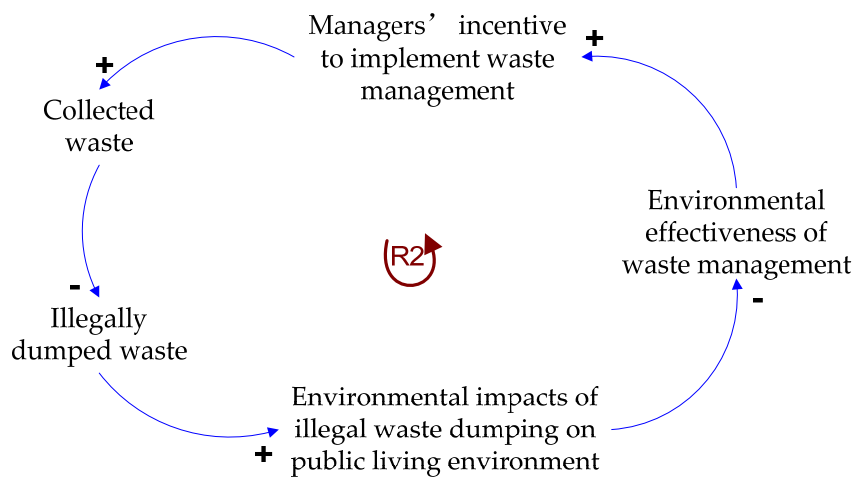 Managers’ incentive
to implement waste
management
+
+
Collected
waste
Environmental
effectiveness of
waste management
R2
-
-
Illegally
dumped waste
Environmental impacts of
illegal waste dumping on
public living environment
+